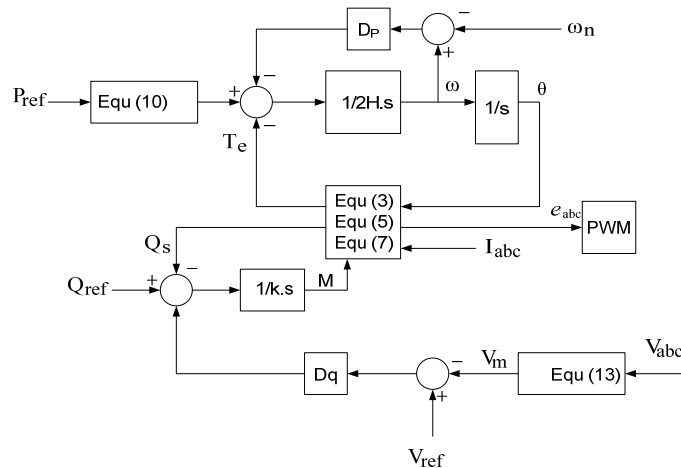 D_P
−
−
+
ω_n
P_ref
Equ (10)
+
−
−
1/2H.s
ω
1/s
θ
T_e
Equ (3)
Equ (5)
Equ (7)
e_abc
PWM
I_abc
Q_s
−
+
Q_ref
1/k.s
M
Dq
−
+
V_m
Equ (13)
V_abc
V_ref